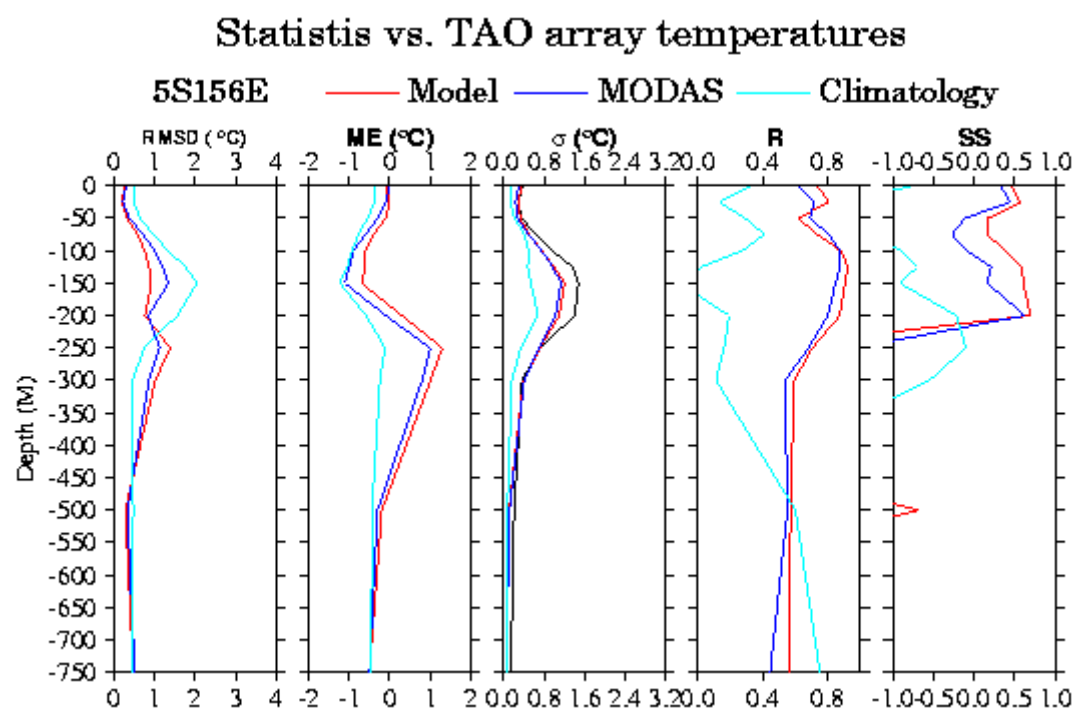 Statistis vs. TAO array temperatures
5S156E Model MODAS Climatology
RMSD (°C) ME (°C) σ (°C) R SS
0 1 2 3 4 -2 -1 0 1 2 0.0 0.8 1.6 2.4 3.2 0.0 0.4 0.8 -1.0 -0.5 0.0 0.5 1.0
0
-50
-100
-150
-200
-250
-300
-350
-400
-450
-500
-550
-600
-650
-700
-750
Depth (M)
0 1 2 3 4 -2 -1 0 1 2 0.0 0.8 1.6 2.4 3.2 0.0 0.4 0.8 -1.0 -0.5 0.0 0.5 1.0